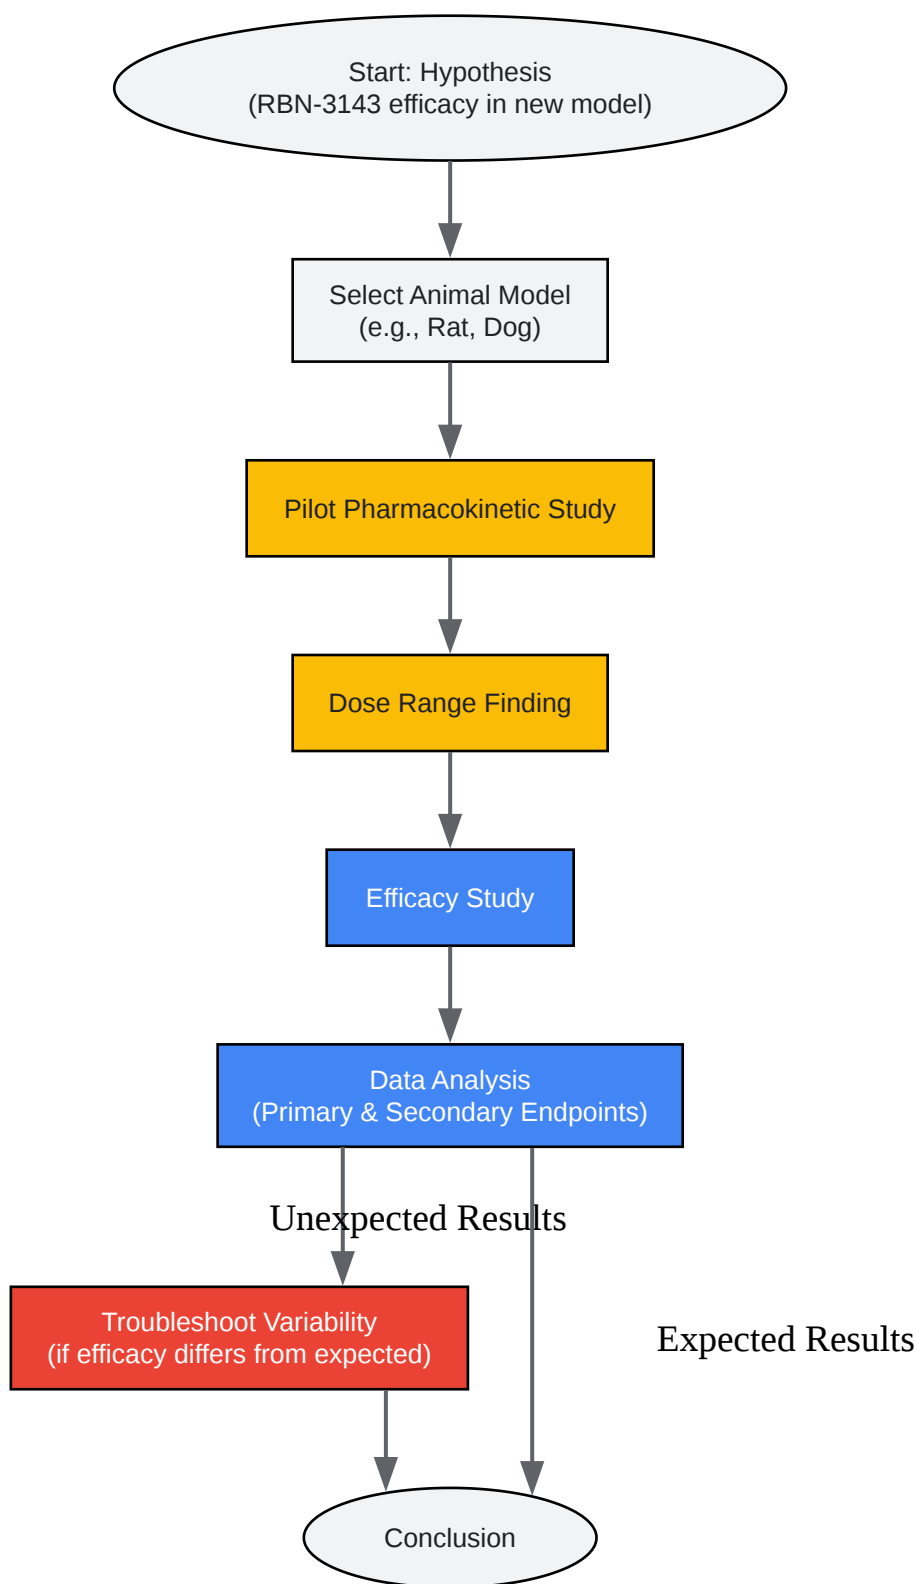 Start: Hypothesis
(RBN-3143 efficacy in new model)
Select Animal Model
(e.g., Rat, Dog)
Pilot Pharmacokinetic Study
Dose Range Finding
Efficacy Study
Data Analysis
(Primary & Secondary Endpoints)
Unexpected Results
Troubleshoot Variability
(if efficacy differs from expected)
Expected Results
Conclusion